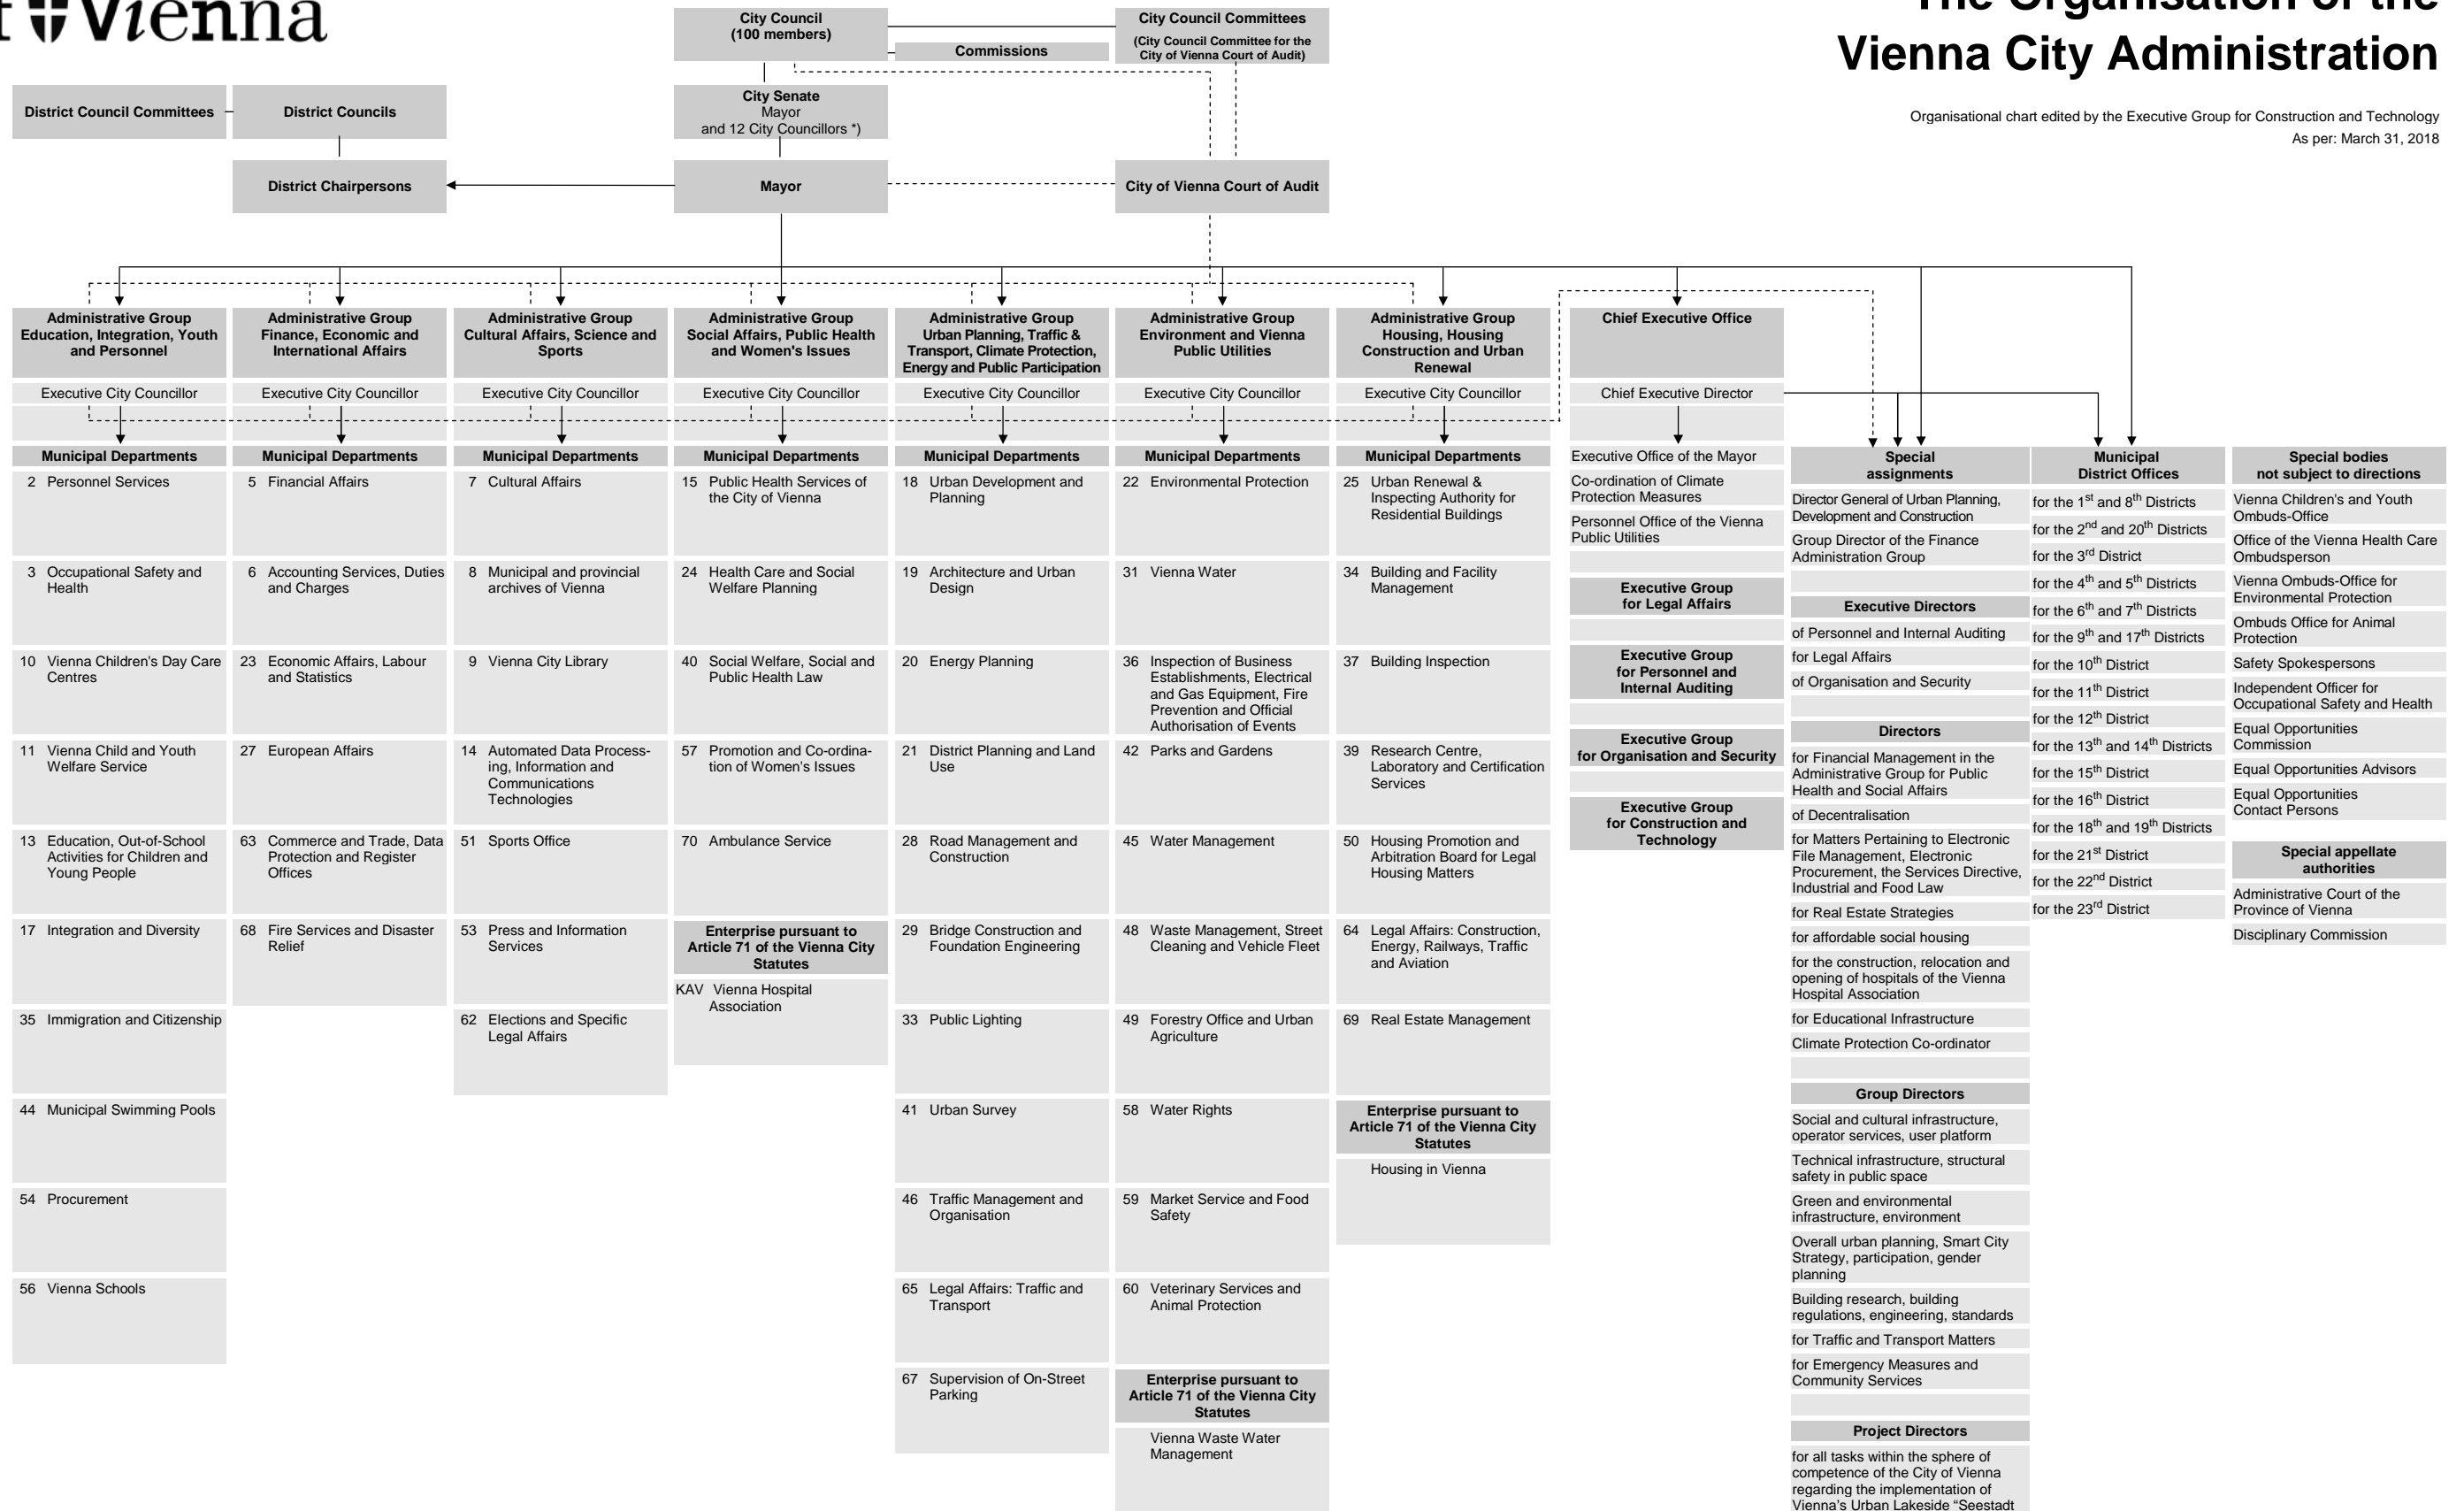 Vienna
The Organisation of the
Vienna City Administration
Organisational chart edited by the Executive Group for Construction and Technology
As per: March 31, 2018
City Council
(100 members)
Commissions
City Council Committees
(City Council Committee for the
City of Vienna Court of Audit)
District Council Committees
District Councils
City Senate
Mayor
and 12 City Councillors *)
District Chairpersons
Mayor
City of Vienna Court of Audit
Administrative Group
Education, Integration, Youth
and Personnel
Executive City Councillor
Municipal Departments
2 Personnel Services
3 Occupational Safety and
Health
10 Vienna Children's Day Care
Centres
11 Vienna Child and Youth
Welfare Service
13 Education, Out-of-School
Activities for Children and
Young People
17 Integration and Diversity
35 Immigration and Citizenship
44 Municipal Swimming Pools
54 Procurement
56 Vienna Schools
Administrative Group
Finance, Economic and
International Affairs
Executive City Councillor
Municipal Departments
5 Financial Affairs
6 Accounting Services, Duties
and Charges
23 Economic Affairs, Labour
and Statistics
27 European Affairs
63 Commerce and Trade, Data
Protection and Register
Offices
68 Fire Services and Disaster
Relief
Administrative Group
Cultural Affairs, Science and
Sports
Executive City Councillor
Municipal Departments
7 Cultural Affairs
8 Municipal and provincial
archives of Vienna
9 Vienna City Library
14 Automated Data Process-
ing, Information and
Communications
Technologies
51 Sports Office
53 Press and Information
Services
62 Elections and Specific
Legal Affairs
Administrative Group
Social Affairs, Public Health
and Women's Issues
Executive City Councillor
Municipal Departments
15 Public Health Services of
the City of Vienna
24 Health Care and Social
Welfare Planning
40 Social Welfare, Social and
Public Health Law
57 Promotion and Co-ordina-
tion of Women's Issues
70 Ambulance Service
Enterprise pursuant to
Article 71 of the Vienna City
Statutes
KAV Vienna Hospital
Association
Administrative Group
Urban Planning, Traffic &
Transport, Climate Protection,
Energy and Public Participation
Executive City Councillor
Municipal Departments
18 Urban Development and
Planning
19 Architecture and Urban
Design
20 Energy Planning
21 District Planning and Land
Use
28 Road Management and
Construction
29 Bridge Construction and
Foundation Engineering
33 Public Lighting
41 Urban Survey
46 Traffic Management and
Organisation
65 Legal Affairs: Traffic and
Transport
67 Supervision of On-Street
Parking
Administrative Group
Environment and Vienna
Public Utilities
Executive City Councillor
Municipal Departments
22 Environmental Protection
31 Vienna Water
36 Inspection of Business
Establishments, Electrical
and Gas Equipment, Fire
Prevention and Official
Authorisation of Events
42 Parks and Gardens
45 Water Management
48 Waste Management, Street
Cleaning and Vehicle Fleet
49 Forestry Office and Urban
Agriculture
58 Water Rights
59 Market Service and Food
Safety
60 Veterinary Services and
Animal Protection
Enterprise pursuant to
Article 71 of the Vienna City
Statutes
Vienna Waste Water
Management
Administrative Group
Housing, Housing
Construction and Urban
Renewal
Executive City Councillor
Municipal Departments
25 Urban Renewal &
Inspecting Authority for
Residential Buildings
34 Building and Facility
Management
37 Building Inspection
39 Research Centre,
Laboratory and Certification
Services
50 Housing Promotion and
Arbitration Board for Legal
Housing Matters
64 Legal Affairs: Construction,
Energy, Railways, Traffic
and Aviation
69 Real Estate Management
Enterprise pursuant to
Article 71 of the Vienna City
Statutes
Housing in Vienna
Chief Executive Office
Chief Executive Director
Executive Office of the Mayor
Co-ordination of Climate
Protection Measures
Personnel Office of the Vienna
Public Utilities
Executive Group
for Legal Affairs
Executive Group
for Personnel and
Internal Auditing
Executive Group
for Organisation and Security
Executive Group
for Construction and
Technology
Special
assignments
Director General of Urban Planning,
Development and Construction
Group Director of the Finance
Administration Group
Executive Directors
of Personnel and Internal Auditing
for Legal Affairs
of Organisation and Security
Directors
for Financial Management in the
Administrative Group for Public
Health and Social Affairs
of Decentralisation
for Matters Pertaining to Electronic
File Management, Electronic
Procurement, the Services Directive,
Industrial and Food Law
for Real Estate Strategies
for affordable social housing
for the construction, relocation and
opening of hospitals of the Vienna
Hospital Association
for Educational Infrastructure
Climate Protection Co-ordinator
Group Directors
Social and cultural infrastructure,
operator services, user platform
Technical infrastructure, structural
safety in public space
Green and environmental
infrastructure, environment
Overall urban planning, Smart City
Strategy, participation, gender
planning
Building research, building
regulations, engineering, standards
for Traffic and Transport Matters
for Emergency Measures and
Community Services
Project Directors
for all tasks within the sphere of
competence of the City of Vienna
regarding the implementation of
Vienna's Urban Lakeside “Seestadt
Municipal
District Offices
for the 1st and 8th Districts
for the 2nd and 20th Districts
for the 3rd District
for the 4th and 5th Districts
for the 6th and 7th Districts
for the 9th and 17th Districts
for the 10th District
for the 11th District
for the 12th District
for the 13th and 14th Districts
for the 15th District
for the 16th District
for the 18th and 19th Districts
for the 21st District
for the 22nd District
for the 23rd District
Special bodies
not subject to directions
Vienna Children's and Youth
Ombuds-Office
Office of the Vienna Health Care
Ombudsperson
Vienna Ombuds-Office for
Environmental Protection
Ombuds Office for Animal
Protection
Safety Spokespersons
Independent Officer for
Occupational Safety and Health
Equal Opportunities
Commission
Equal Opportunities Advisors
Equal Opportunities
Contact Persons
Special appellate
authorities
Administrative Court of the
Province of Vienna
Disciplinary Commission